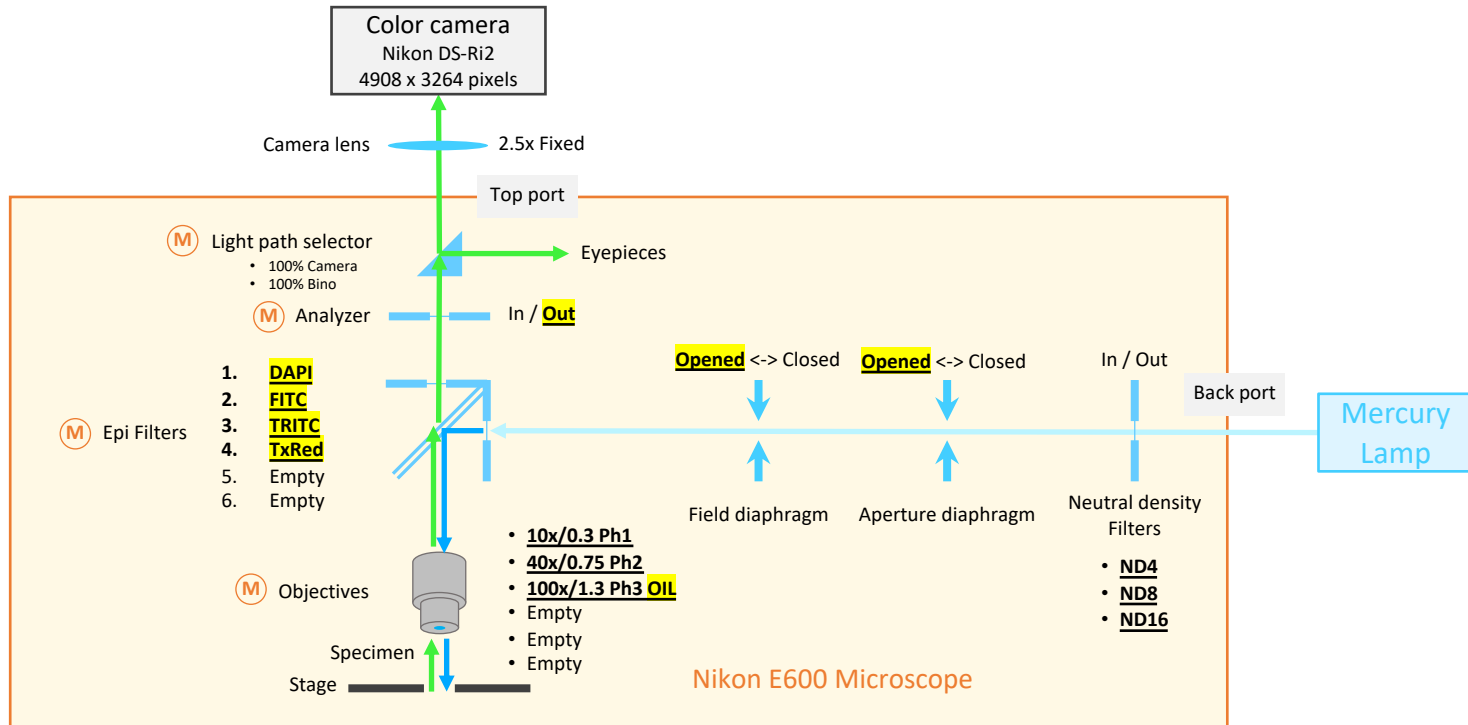 Color camera
Nikon DS-Ri2
4908 x 3264 pixels
Camera lens
2.5x Fixed
Top port
M Light path selector
• 100% Camera
• 100% Bino
Eyepieces
M Analyzer
In / Out
M Epi Filters
1. DAPI
2. FITC
3. TRITC
4. TxRed
5. Empty
6. Empty
Opened <-> Closed
Field diaphragm
Opened <-> Closed
Aperture diaphragm
In / Out
Neutral density
Filters
• ND4
• ND8
• ND16
Back port
Mercury
Lamp
M Objectives
• 10x/0.3 Ph1
• 40x/0.75 Ph2
• 100x/1.3 Ph3 OIL
• Empty
• Empty
• Empty
Specimen
Stage
Nikon E600 Microscope